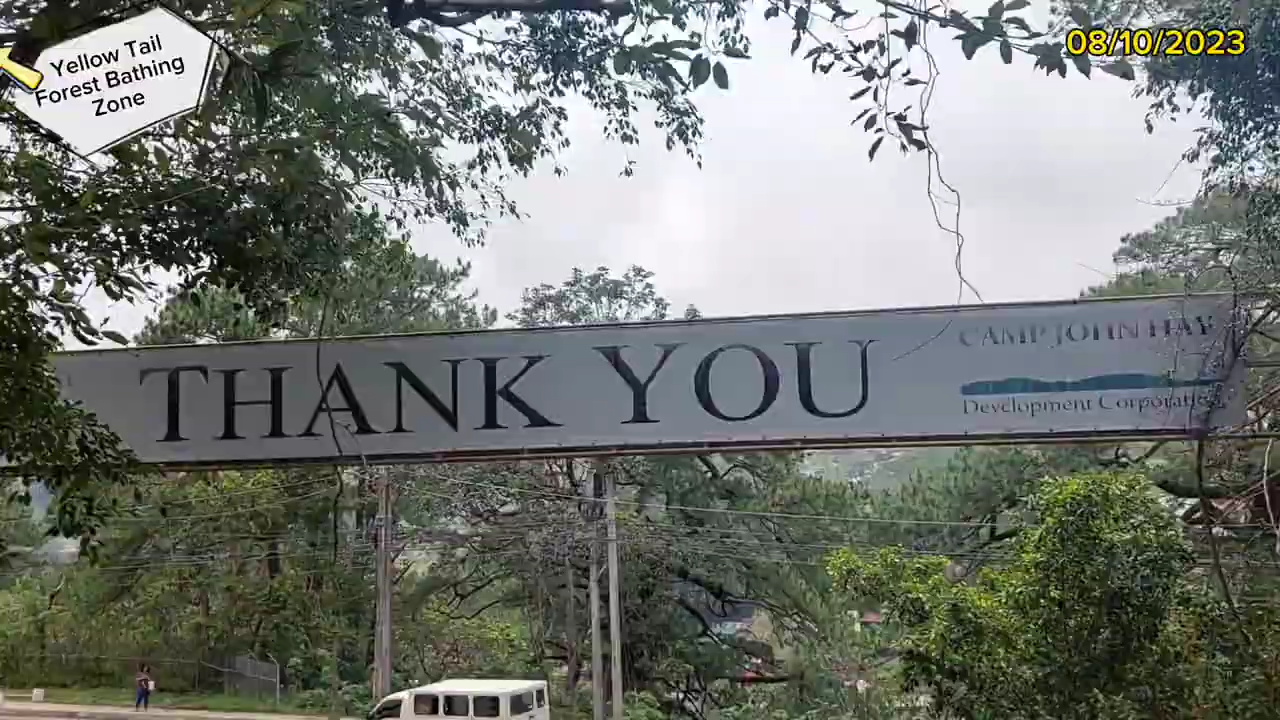 Yellow Tail
Forest Bathing
Zone
08/10/2023
THANK YOU
CAMP JOHN HAY
Development Corporation